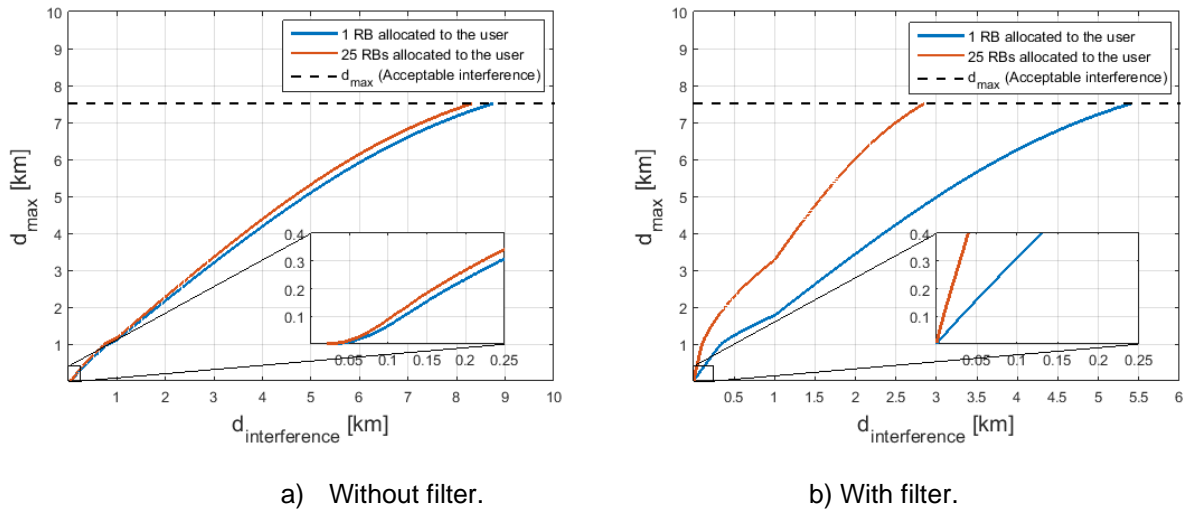 10
9
8
7
6
5
4
3
2
1
d_max [km]
1 RB allocated to the user
25 RBs allocated to the user
d_max (Acceptable interference)
0.4
0.3
0.2
0.1
0.05 0.1 0.15 0.2 0.25
1 2 3 4 5 6 7 8 9 10
d_interference [km]
a) Without filter.
10
9
8
7
6
5
4
3
2
1
d_max [km]
1 RB allocated to the user
25 RBs allocated to the user
d_max (Acceptable interference)
0.4
0.3
0.2
0.1
0.05 0.1 0.15 0.2 0.25
0.5 1 1.5 2 2.5 3 3.5 4 4.5 5 5.5 6
d_interference [km]
b) With filter.